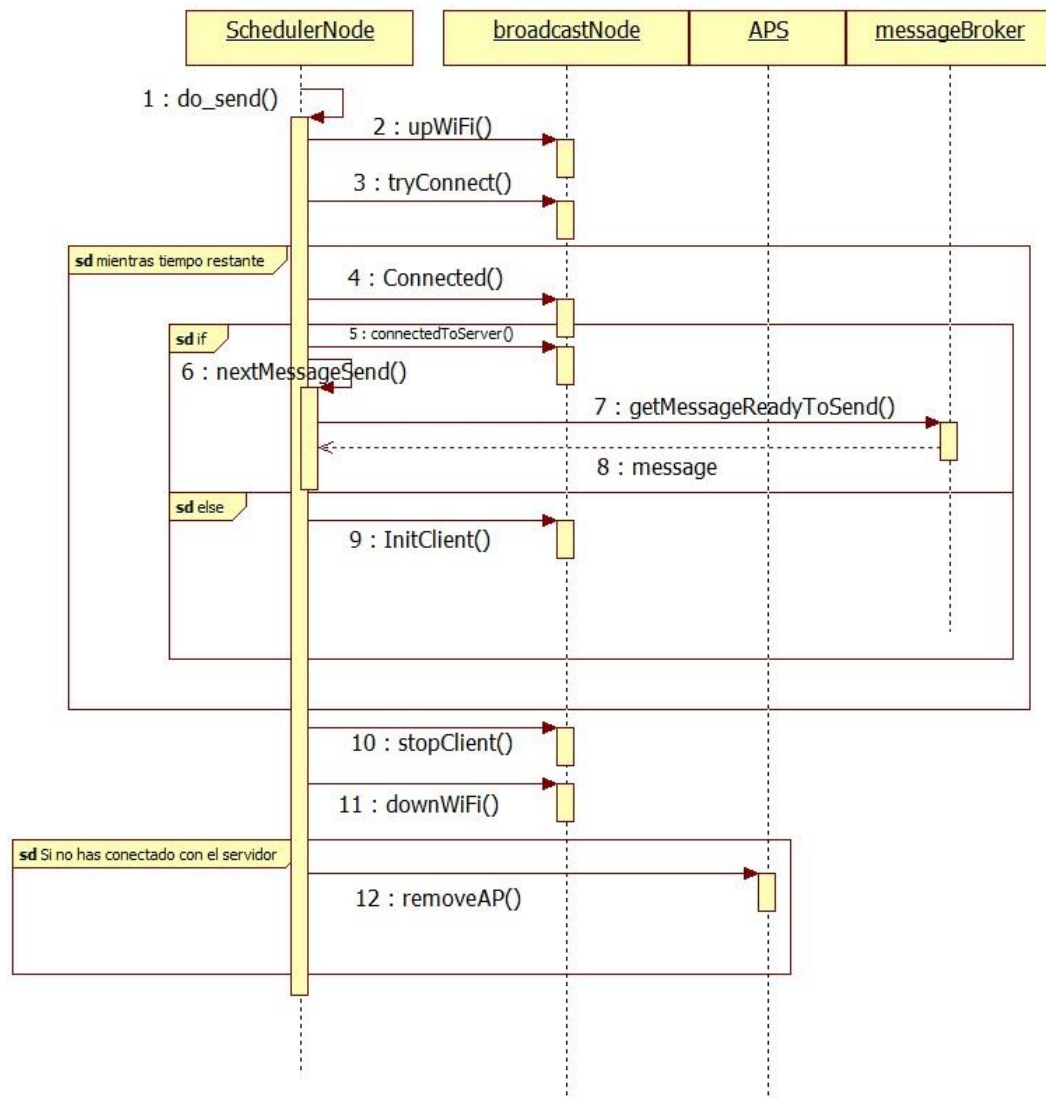 SchedulerNode
broadcastNode
APS
messageBroker
1 : do_send()
2 : upWiFi()
3 : tryConnect()
sd mientras tiempo restante
4 : Connected()
sd if
5 : connectedToServer()
6 : nextMessageSend()
7 : getMessageReadyToSend()
8 : message
sd else
9 : InitClient()
10 : stopClient()
11 : downWiFi()
sd Si no has conectado con el servidor
12 : removeAP()